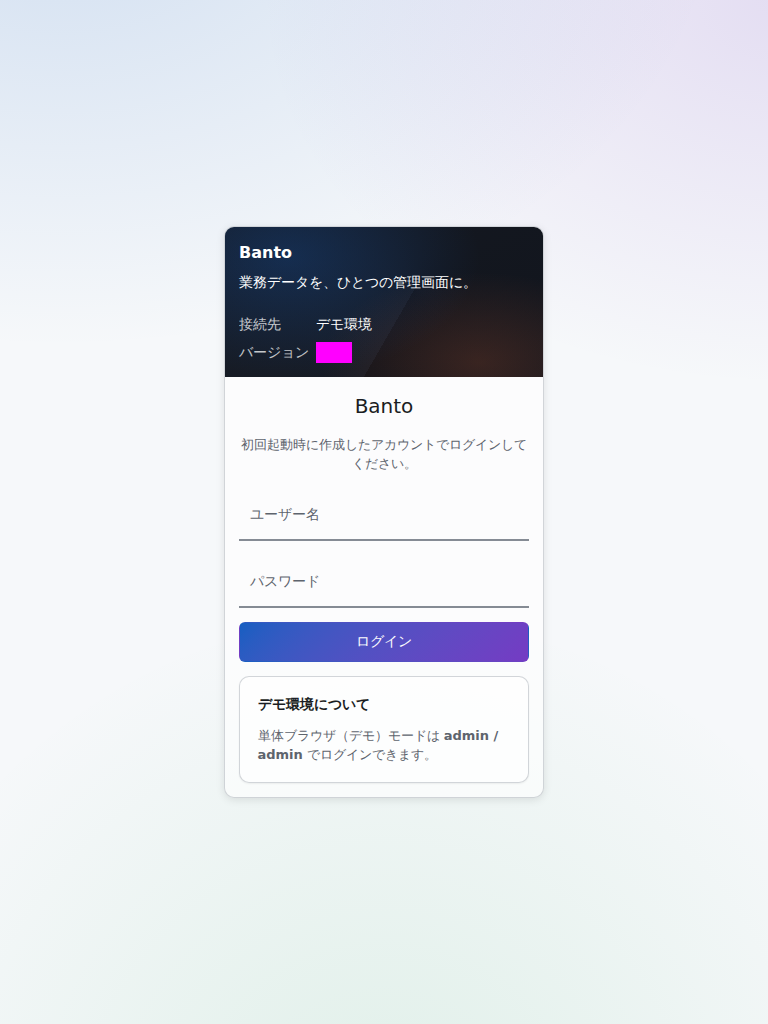 Banto
業務データを、ひとつの管理画面に。
接続先 デモ環境
バージョン
Banto
初回起動時に作成したアカウントでログインして
ください。
ユーザー名
パスワード
ログイン
デモ環境について
単体ブラウザ（デモ）モードは admin /
admin でログインできます。